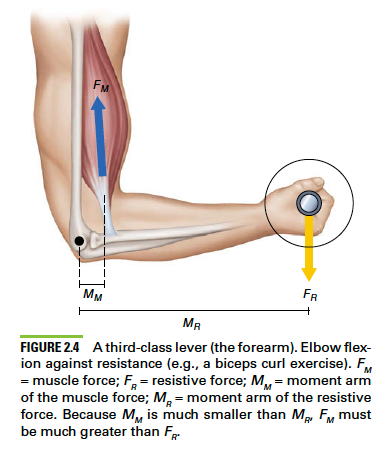 FM
MM
FR
MR
FIGURE 2.4 A third-class lever (the forearm). Elbow flex-
ion against resistance (e.g., a biceps curl exercise). FM
= muscle force; FR = resistive force; MM = moment arm
of the muscle force; MR = moment arm of the resistive
force. Because MM is much smaller than MR, FM must
be much greater than FR.